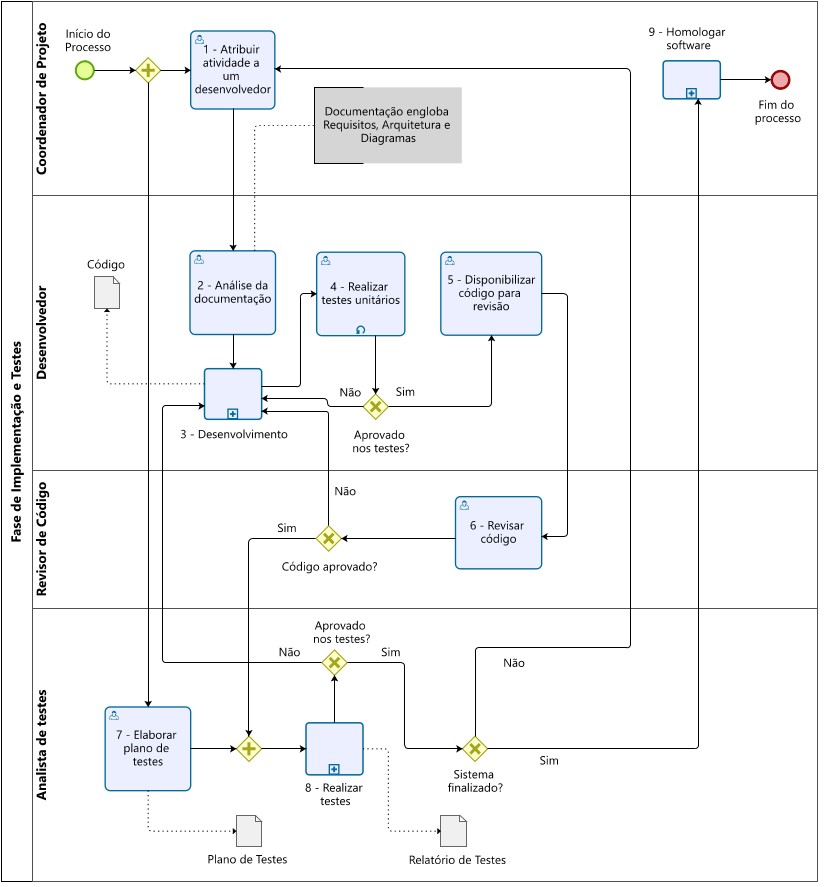 Fase de Implementação e Testes
Coordenador de Projeto
Início do
Processo
1 - Atribuir
atividade a
um
desenvolvedor
Documentação engloba
Requisitos, Arquitetura e
Diagramas
9 - Homologar
software
Fim do
processo
Desenvolvedor
Código
2 - Análise da
documentação
4 - Realizar
testes unitários
5 - Disponibilizar
código para
revisão
3 - Desenvolvimento
Não
Sim
Aprovado
nos testes?
Revisor de Código
Não
Sim
Código aprovado?
6 - Revisar
código
Analista de testes
Aprovado
nos testes?
Não
Sim
Não
7 - Elaborar
plano de
testes
8 - Realizar
testes
Sistema
finalizado?
Sim
Plano de Testes
Relatório de Testes